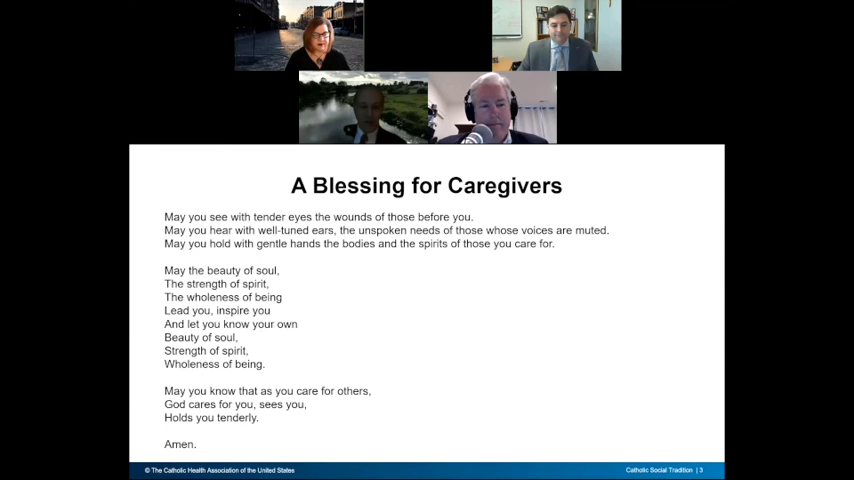 A Blessing for Caregivers
May you see with tender eyes the wounds of those before you.
May you hear with well-tuned ears, the unspoken needs of those whose voices are muted.
May you hold with gentle hands the bodies and the spirits of those you care for.
May the beauty of soul,
The strength of spirit,
The wholeness of being
Lead you, inspire you
And let you know your own
Beauty of soul,
Strength of spirit,
Wholeness of being.
May you know that as you care for others,
God cares for you, sees you,
Holds you tenderly.
Amen.
© The Catholic Health Association of the United States
Catholic Social Tradition | 3